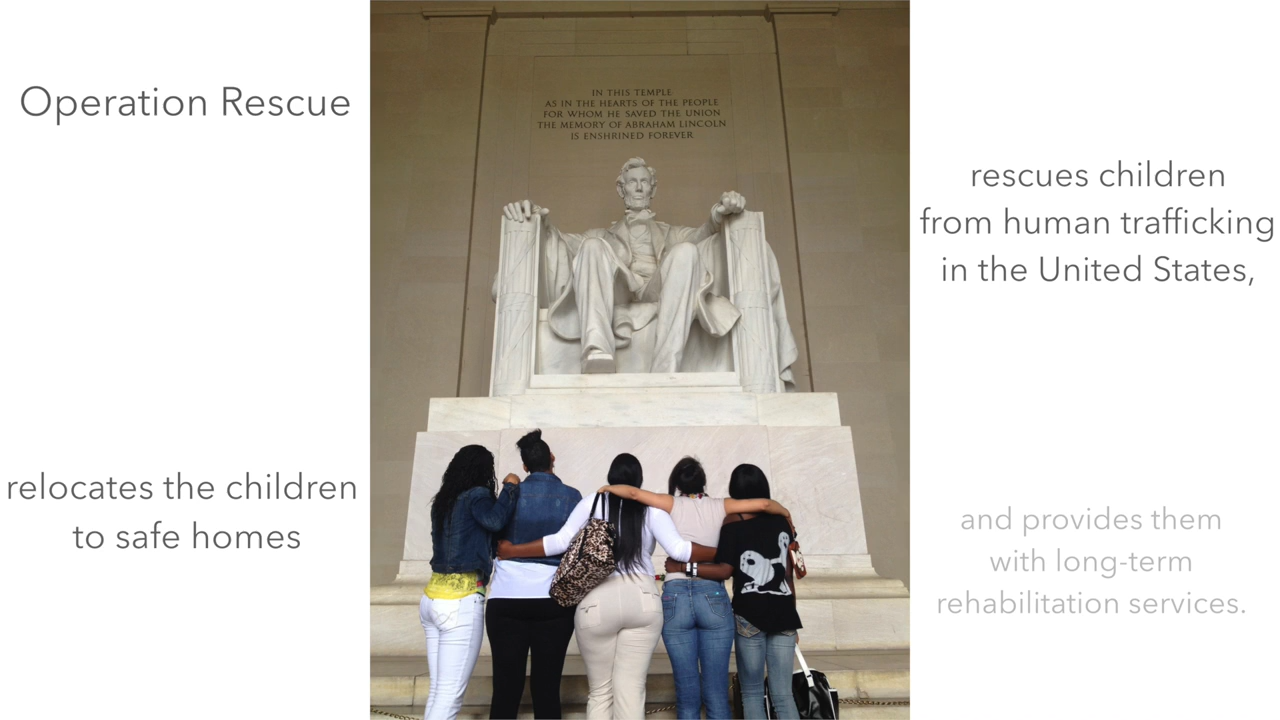 Operation Rescue
rescues children
from human trafficking
in the United States,
relocates the children
to safe homes
and provides them
with long-term
rehabilitation services.
IN THIS TEMPLE
AS IN THE HEARTS OF THE PEOPLE
FOR WHOM HE SAVED THE UNION
THE MEMORY OF ABRAHAM LINCOLN
IS ENSHRINED FOREVER